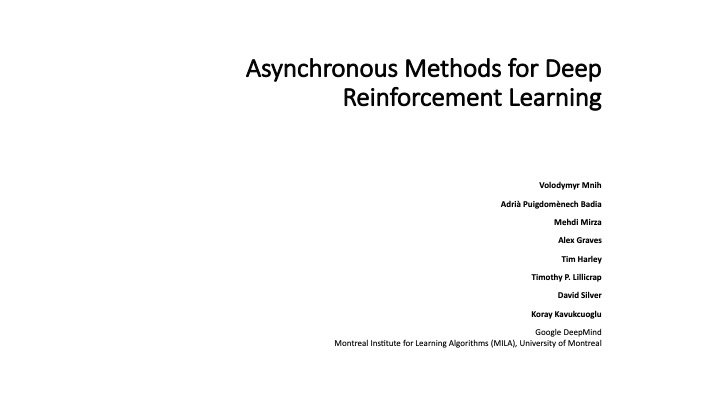 Asynchronous Methods for Deep
Reinforcement Learning
Volodymyr Mnih
Adrià Puigdomènech Badia
Mehdi Mirza
Alex Graves
Tim Harley
Timothy P. Lillicrap
David Silver
Koray Kavukcuoglu
Google DeepMind
Montreal Institute for Learning Algorithms (MILA), University of Montreal